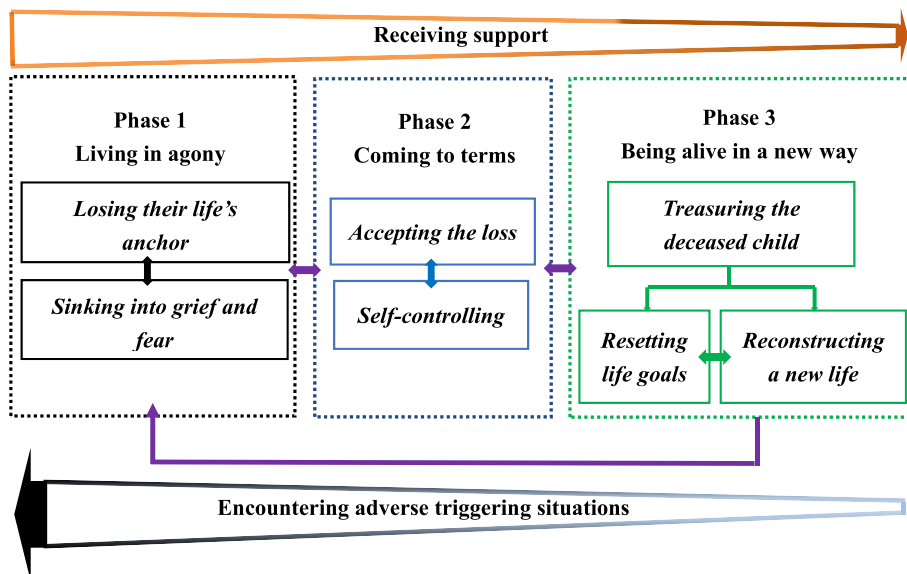 Receiving support
Phase 1
Living in agony
Losing their life's
anchor
Sinking into grief and
fear
Phase 2
Coming to terms
Accepting the loss
Self-controlling
Phase 3
Being alive in a new way
Treasuring the
deceased child
Resetting
life goals
Reconstructing
a new life
Encountering adverse triggering situations